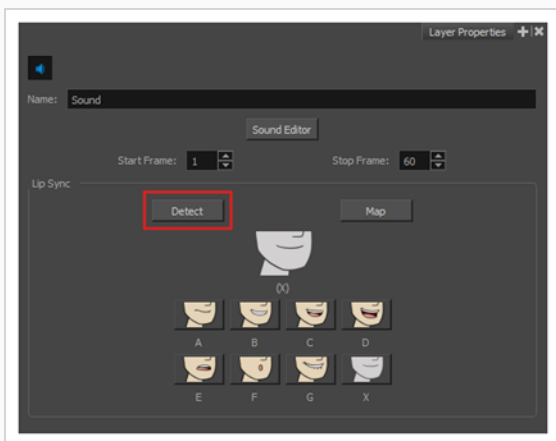 Layer Properties
Name: Sound
Sound Editor
Start Frame: 1 Stop Frame: 60
Lip Sync
Detect Map
(X)
A B C D
E F G X